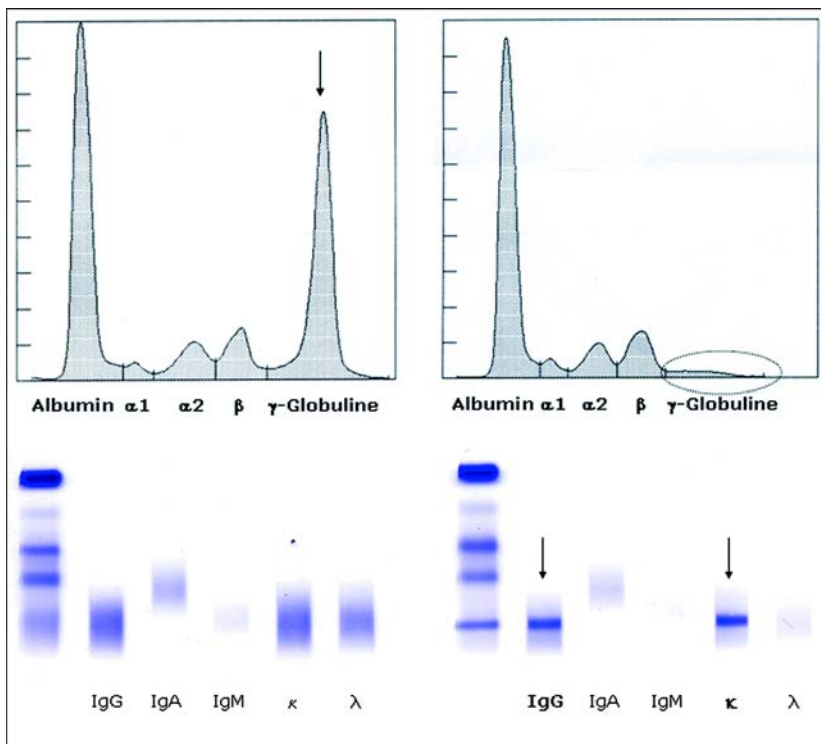 Albumin α1 α2 β γ-Globuline
Albumin α1 α2 β γ-Globuline
IgG IgA IgM κ λ
IgG IgA IgM κ λ